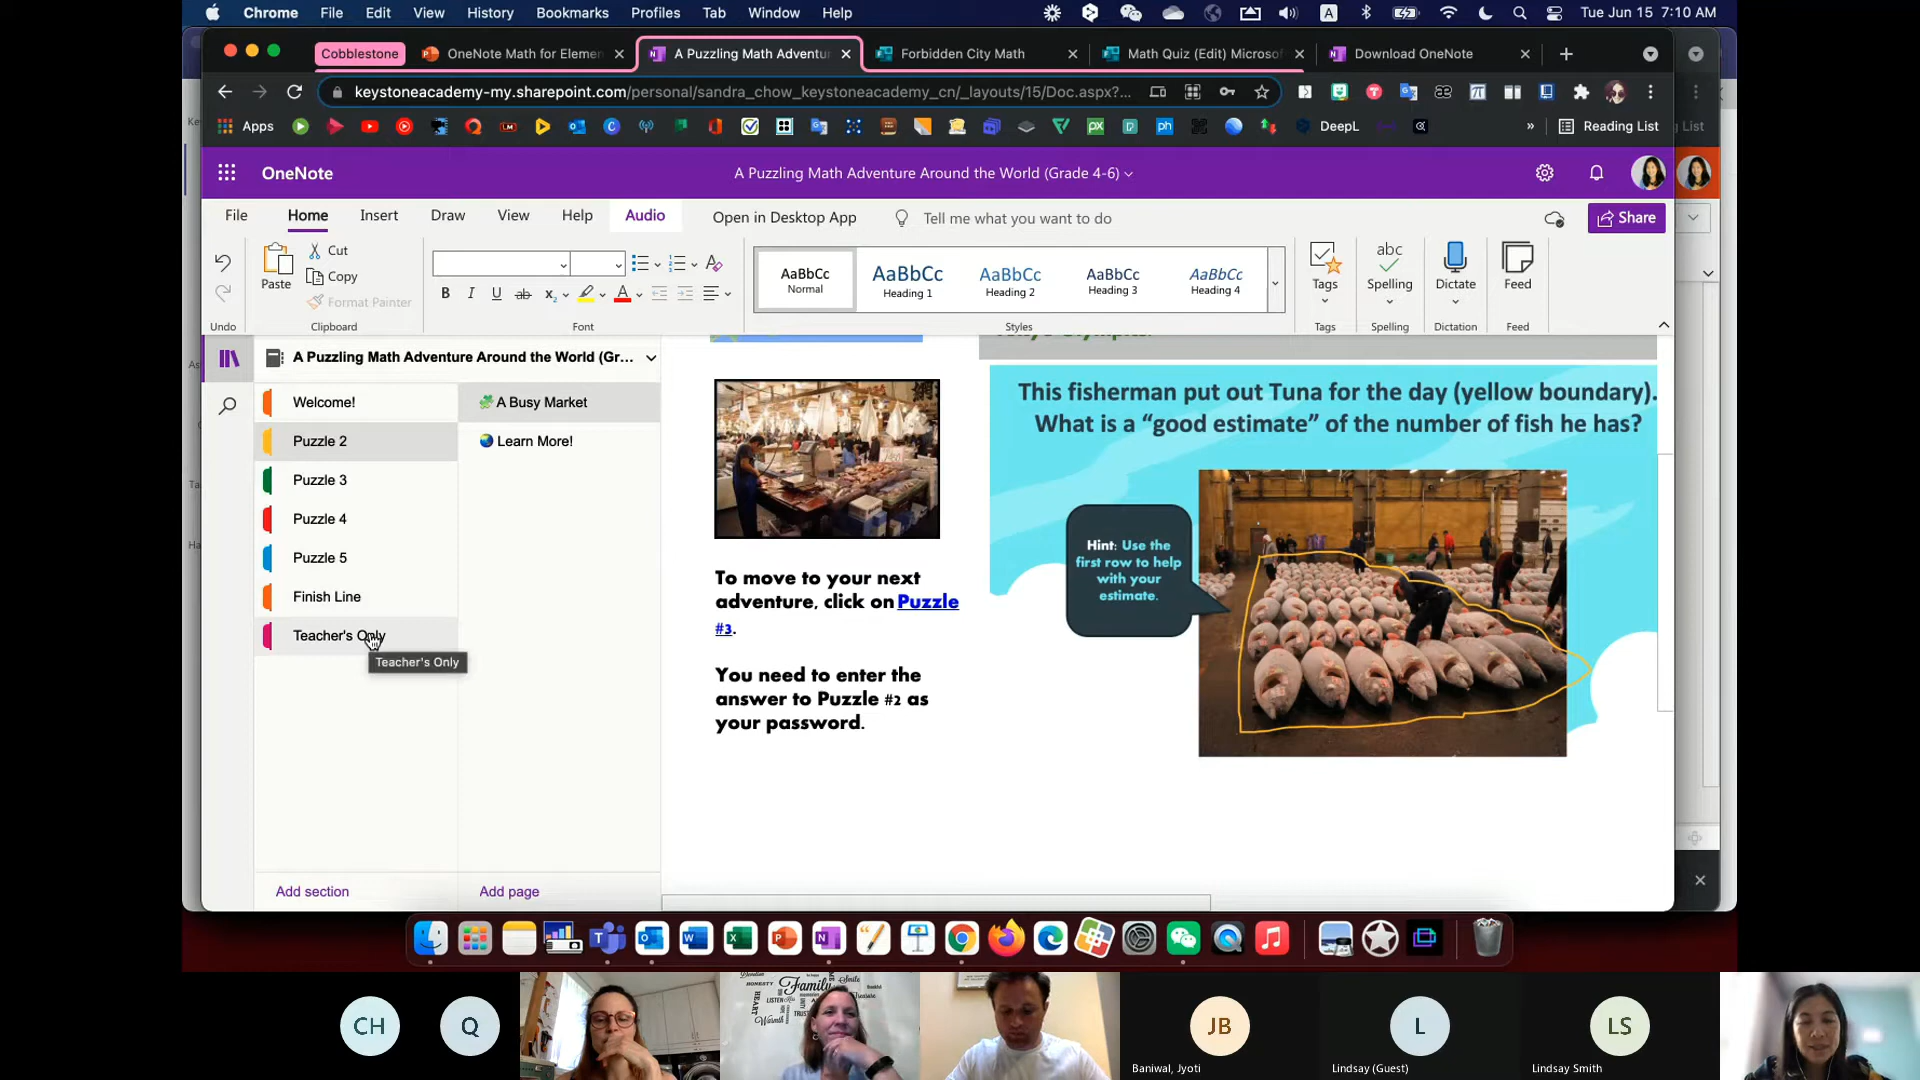 Chrome File Edit View History Bookmarks Profiles Tab Window Help
A
Tue Jun 15 7:10 AM
Cobblestone
OneNote Math for Elemen
A Puzzling Math Adventu
Forbidden City Math
Math Quiz (Edit) Microsof
Download OneNote
keystoneacademy-my.sharepoint.com/personal/sandra_chow_keystoneacademy_cn/_layouts/15/Doc.aspx?...
Apps
DeepL
»
Reading List
OneNote
A Puzzling Math Adventure Around the World (Grade 4-6)
File Home Insert Draw View Help Audio Open in Desktop App
Tell me what you want to do
Share
Paste
Cut
Copy
Format Painter
Undo
Clipboard
B I U ab x₂ A
Font
AaBbCc
Normal
AaBbCc
Heading 1
AaBbCc
Heading 2
AaBbCc
Heading 3
AaBbCc
Heading 4
Styles
Tags
Tags
abc
Spelling
Spelling
Dictate
Dictation
Feed
Feed
A Puzzling Math Adventure Around the World (Gr...
Welcome!
Puzzle 2
Puzzle 3
Puzzle 4
Puzzle 5
Finish Line
Teacher's Only
Teacher's Only
Add section
A Busy Market
Learn More!
Add page
To move to your next
adventure, click on Puzzle
#3.
You need to enter the
answer to Puzzle #2 as
your password.
This fisherman put out Tuna for the day (yellow boundary).
What is a “good estimate” of the number of fish he has?
Hint: Use the
first row to help
with your
estimate.
CH
Q
Family
HONESTY
LISTEN
HEART
Warmth
Smile
JB
Baniwal, Jyoti
L
Lindsay (Guest)
LS
Lindsay Smith